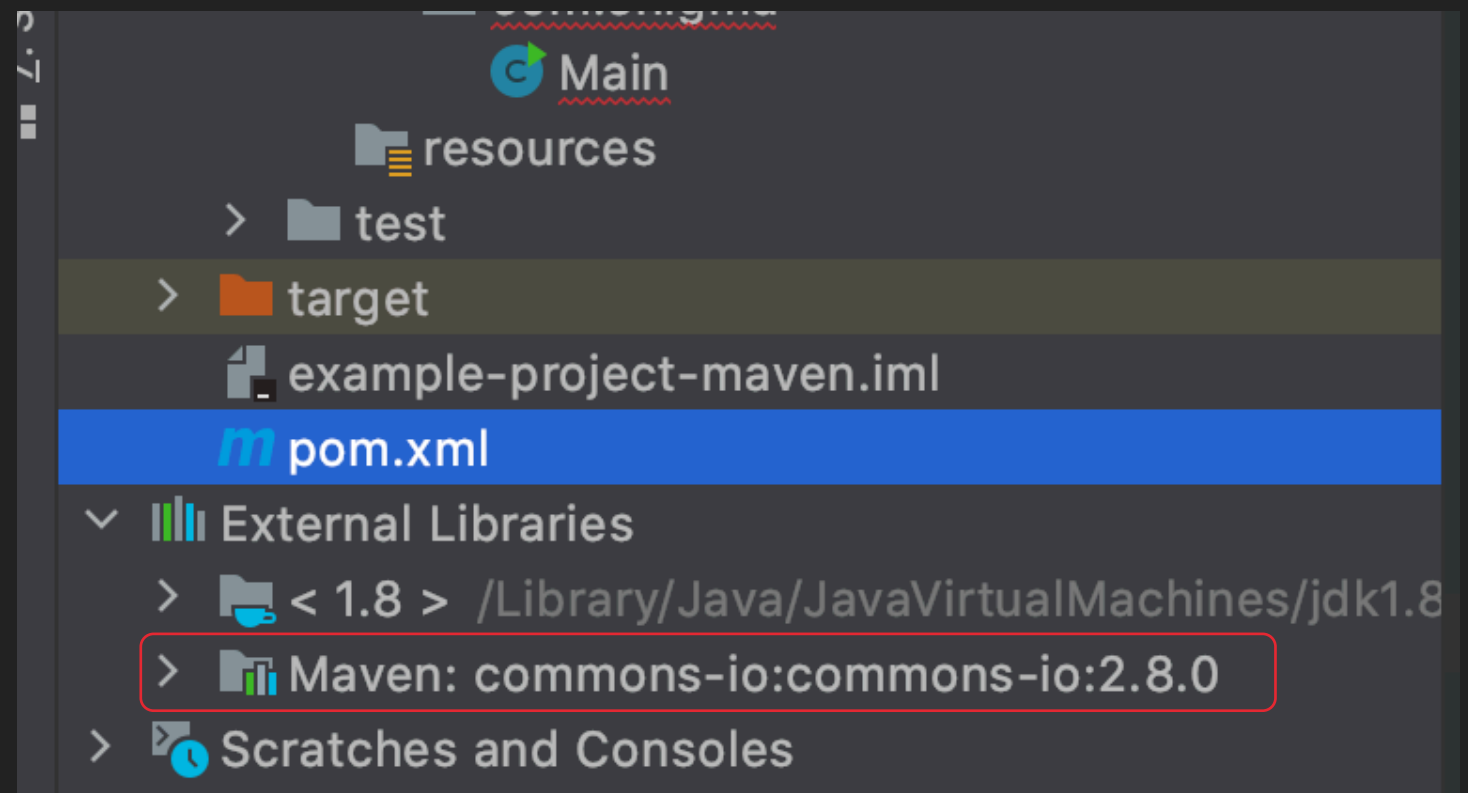 Main
resources
test
target
example-project-maven.iml
pom.xml
External Libraries
< 1.8 > /Library/Java/JavaVirtualMachines/jdk1.8
Maven: commons-io:commons-io:2.8.0
Scratches and Consoles